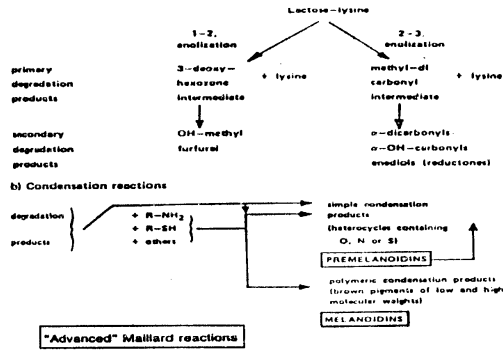 Lactose-lysine
1-2, enolization
2-3, enolization
primary degradation products
3-deoxy-hexozone intermediate
+ lysine
methyl-di carbonyl intermediate
+ lysine
secondary degradation products
OH-methyl furfurel
α-dicarbonyls
α-OH-carbonyls
enediols (reductones)
b) Condensation reactions
degradation products
+ R-NH2
+ R-SH
+ others
simple condensation products
(heterocycles containing O, N or S)
PREMELANOIDINS
polymeric condensation products
(brown pigments of low and high molecular weights)
MELANOIDINS
"Advanced" Maillard reactions